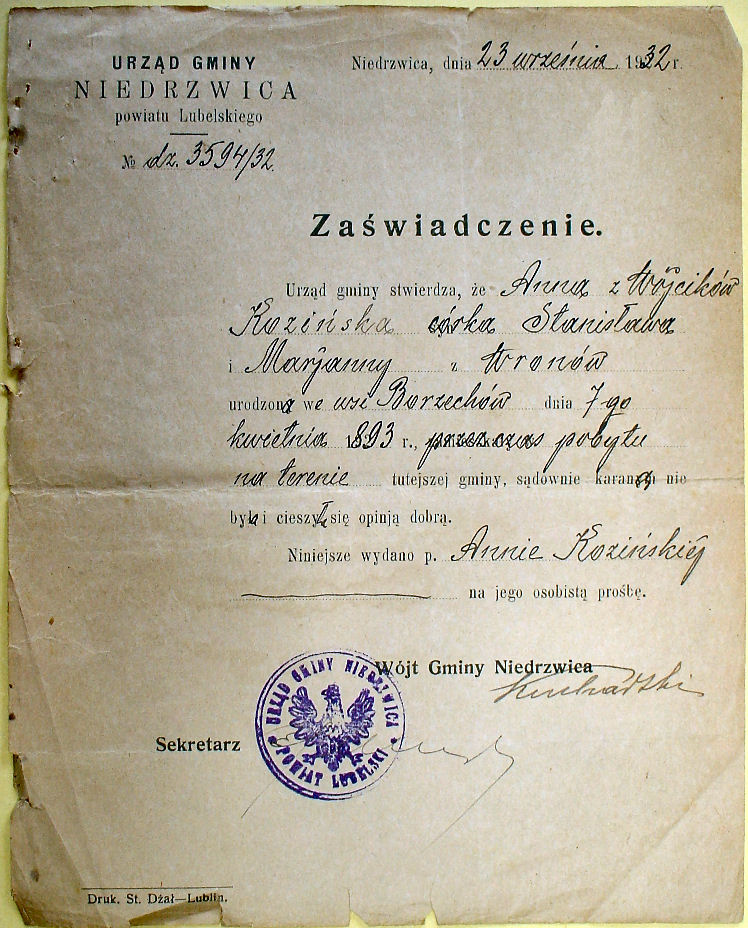 URZĄD GMINY
NIEDRZWICA
powiatu Lubelskiego
№ dz. 3594/32.
Niedrzwica, dnia 23 września 1932 r.
Zaświadczenie.
Urząd gminy stwierdza, że Anna z Wójcików
Kozińska córka Stanisława
i Marjanny z Wronów
urodzona we wsi Borzechów dnia 7-go
kwietnia 1893 r., przez czas pobytu
na terenie tutejszej gminy, sądownie karaną nie
była i cieszył się opinją dobrą.
Niniejsze wydano p. Annie Kozińskiej
na jego osobistą prośbę.
Wójt Gminy Niedrzwica
Kucharski
Sekretarz
URZĄD GMINY NIEDRZWICA
POWIAT LUBELSKI
Druk. St. Dżał—Lublin.